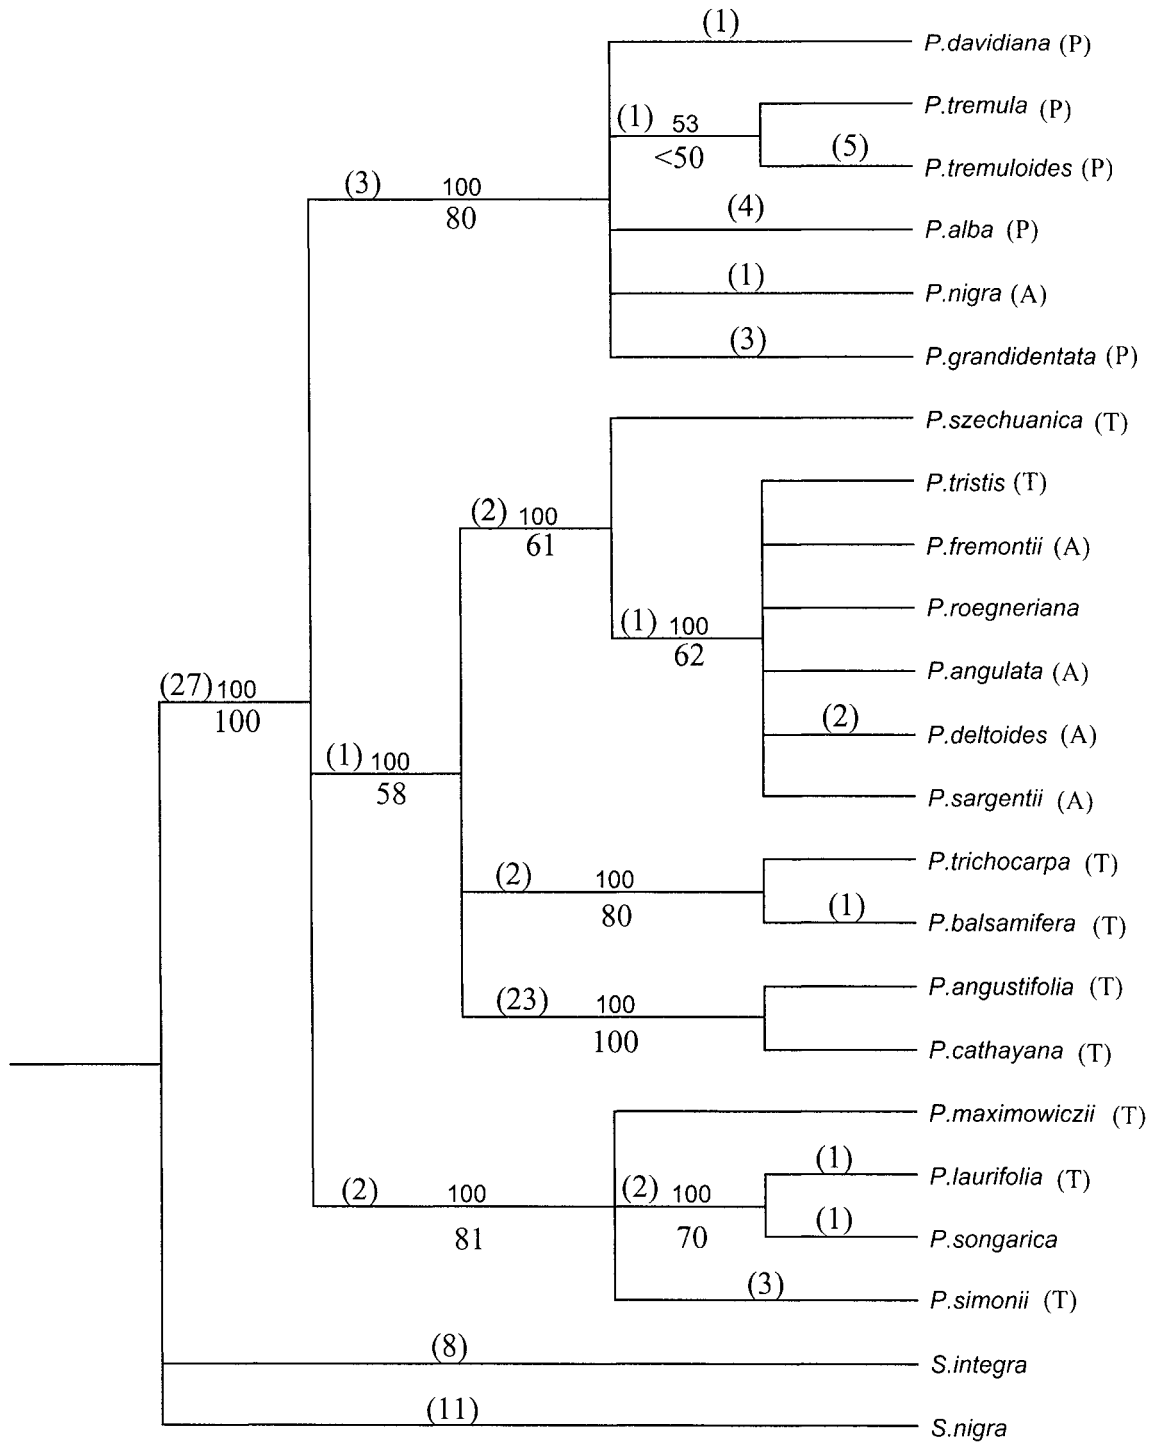 (1)
P.davidiana (P)
P.tremula (P)
(1) 53
<50
(5)
P.tremuloides (P)
(3) 100
80
(4)
P.alba (P)
(1)
P.nigra (A)
(3)
P.grandidentata (P)
P.szechuanica (T)
P.tristis (T)
(2) 100
61
P.fremontii (A)
P.roegneriana
(1) 100
62
P.angulata (A)
(27) 100
100
(2)
P.deltoides (A)
(1) 100
58
P.sargentii (A)
P.trichocarpa (T)
(2) 100
80
(1)
P.balsamifera (T)
P.angustifolia (T)
(23) 100
100
P.cathayana (T)
P.maximowiczii (T)
(1)
P.laurifolia (T)
(2) 100
81
(2) 100
70
(1)
P.songarica
(3)
P.simonii (T)
(8)
S.integra
(11)
S.nigra